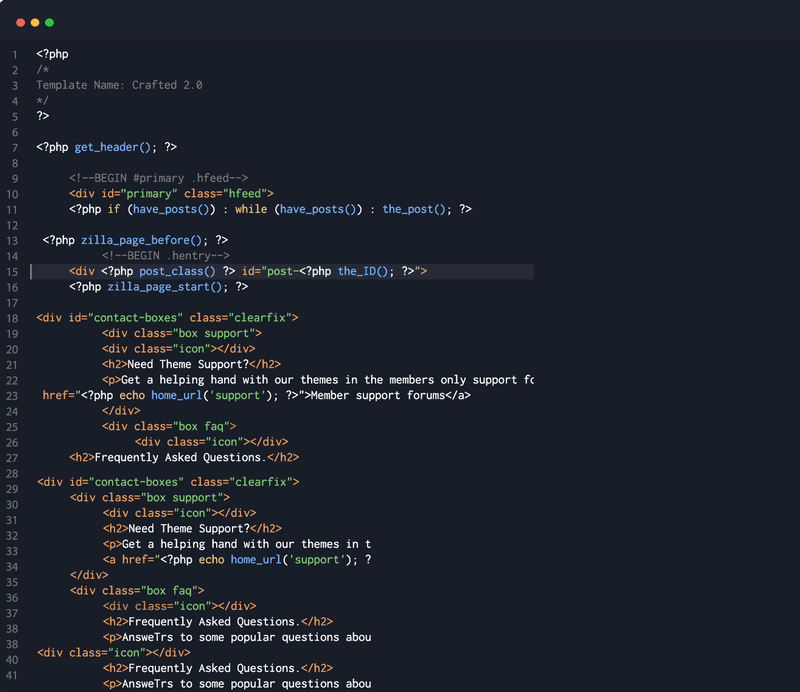 1 <?php
2 /*
3 Template Name: Crafted 2.0
4 */
5 ?>
6
7 <?php get_header(); ?>
8
9 <!--BEGIN #primary .hfeed-->
10 <div id="primary" class="hfeed">
11 <?php if (have_posts()) : while (have_posts()) : the_post(); ?>
12
13 <?php zilla_page_before(); ?>
14 <!--BEGIN .hentry-->
15 <div <?php post_class() ?> id="post-<?php the_ID(); ?>">
16 <?php zilla_page_start(); ?>
17
18 <div id="contact-boxes" class="clearfix">
19 <div class="box support">
20 <div class="icon"></div>
21 <h2>Need Theme Support?</h2>
22 <p>Get a helping hand with our themes in the members only support fo
23 href="<?php echo home_url('support'); ?>">Member support forums</a>
24 </div>
25 <div class="box faq">
26 <div class="icon"></div>
27 <h2>Frequently Asked Questions.</h2>
28
29 <div id="contact-boxes" class="clearfix">
30 <div class="box support">
31 <div class="icon"></div>
32 <h2>Need Theme Support?</h2>
33 <p>Get a helping hand with our themes in t
34 <a href="<?php echo home_url('support'); ?
35 </div>
36 <div class="box faq">
37 <div class="icon"></div>
38 <h2>Frequently Asked Questions.</h2>
38 <p>AnsweTrs to some popular questions abou
40 <div class="icon"></div>
41 <h2>Frequently Asked Questions.</h2>
<p>AnsweTrs to some popular questions abou